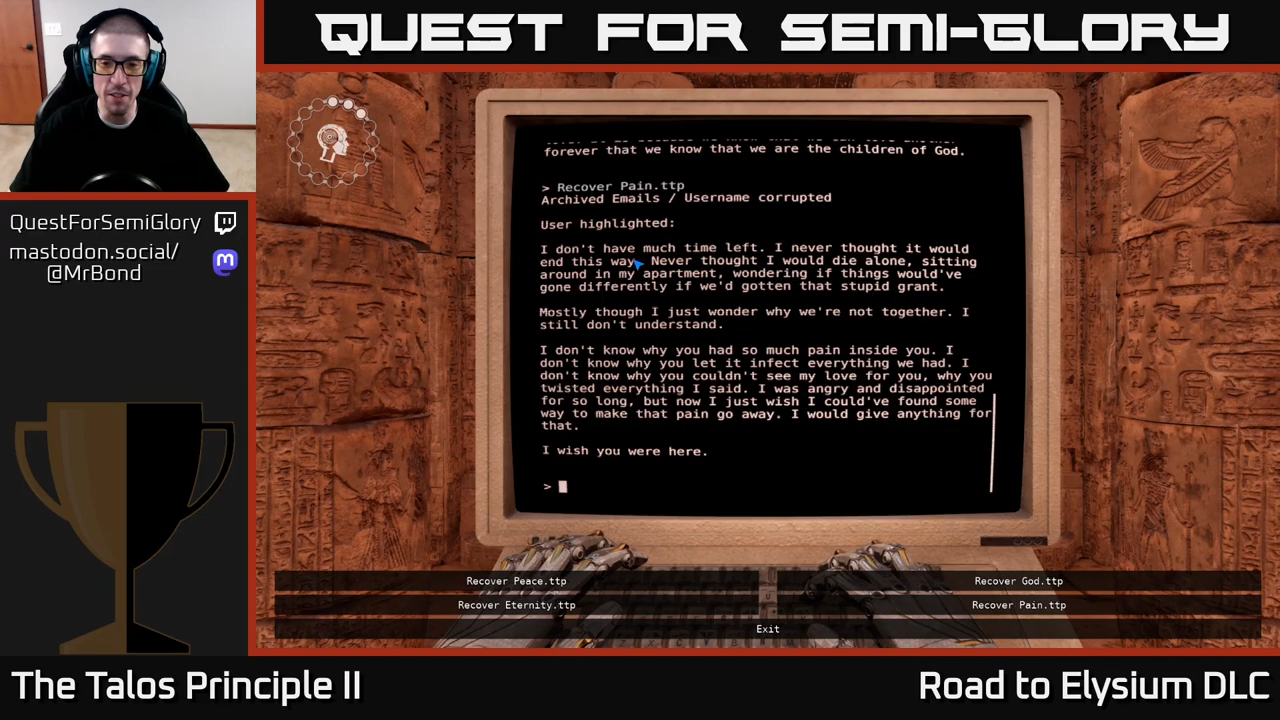 QUEST FOR SEMI-GLORY
QuestForSemiGlory
mastodon.social/
@MrBond
forever that we know that we are the children of God.
> Recover Pain.ttp
Archived Emails / Username corrupted
User highlighted:
I don't have much time left. I never thought it would
end this way. Never thought I would die alone, sitting
around in my apartment, wondering if things would've
gone differently if we'd gotten that stupid grant.
Mostly though I just wonder why we're not together. I
still don't understand.
I don't know why you had so much pain inside you. I
don't know why you let it infect everything we had. I
don't know why you couldn't see my love for you, why you
twisted everything I said. I was angry and disappointed
for so long, but now I just wish I could've found some
way to make that pain go away. I would give anything for
that.
I wish you were here.
>
Recover Peace.ttp
Recover God.ttp
Recover Eternity.ttp
Recover Pain.ttp
Exit
The Talos Principle II
Road to Elysium DLC